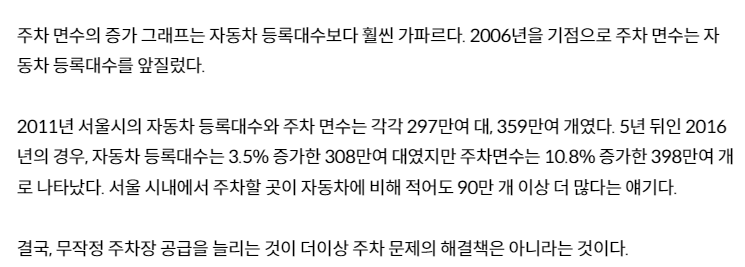 주차 면수의 증가 그래프는 자동차 등록대수보다 훨씬 가파르다. 2006년을 기점으로 주차 면수는 자
동차 등록대수를 앞질렀다.
2011년 서울시의 자동차 등록대수와 주차 면수는 각각 297만여 대, 359만여 개였다. 5년 뒤인 2016
년의 경우, 자동차 등록대수는 3.5% 증가한 308만여 대였지만 주차면수는 10.8% 증가한 398만여 개
로 나타났다. 서울 시내에서 주차할 곳이 자동차에 비해 적어도 90만 개 이상 더 많다는 얘기다.
결국, 무작정 주차장 공급을 늘리는 것이 더이상 주차 문제의 해결책은 아니라는 것이다.